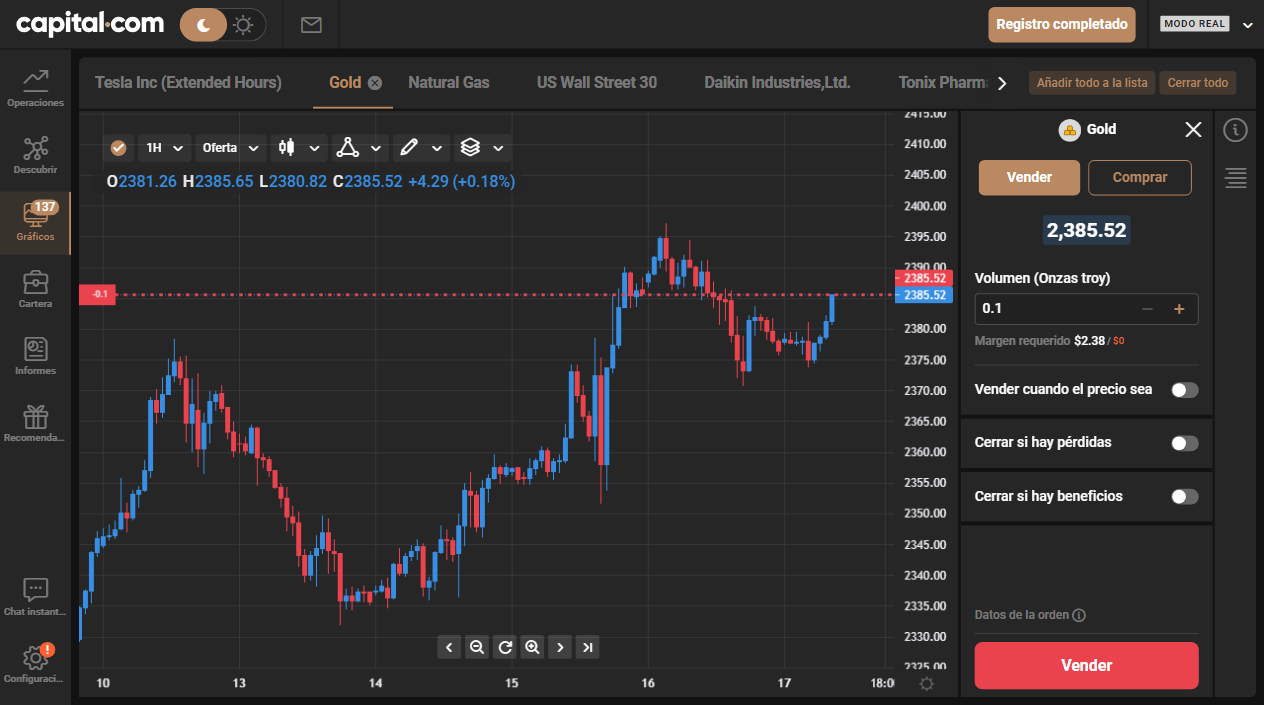 capital.com
Registro completado
MODO REAL
Operaciones
Descubrir
137
Gráficos
Cartera
Informes
Recomenda...
Chat instant...
!
Configuraci...
Tesla Inc (Extended Hours)
Gold
Natural Gas
US Wall Street 30
Daikin Industries,Ltd.
Tonix Pharm
Añadir todo a la lista
Cerrar todo
1H
Oferta
O2381.26 H2385.65 L2380.82 C2385.52 +4.29 (+0.18%)
-0.1
2415.00
2410.00
2405.00
2400.00
2395.00
2390.00
2385.52
2385.52
2380.00
2375.00
2370.00
2365.00
2360.00
2355.00
2350.00
2345.00
2340.00
2335.00
2330.00
2325.00
10
13
14
15
16
17
18:0
Gold
Vender
Comprar
2,385.52
Volumen (Onzas troy)
0.1
Margen requerido $2.38 / $0
Vender cuando el precio sea
Cerrar si hay pérdidas
Cerrar si hay beneficios
Datos de la orden
Vender